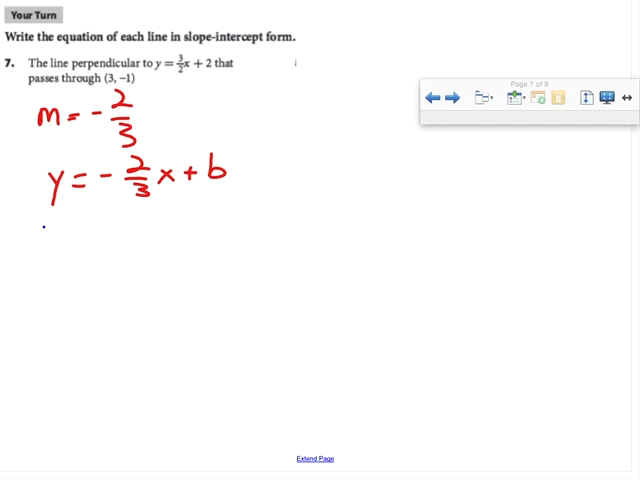 Your Turn
Write the equation of each line in slope-intercept form.
7. The line perpendicular to y = 3/2x + 2 that
passes through (3, −1)
Page 7 of 9
m = - 2/3
y = - 2/3 x + b
Extend Page